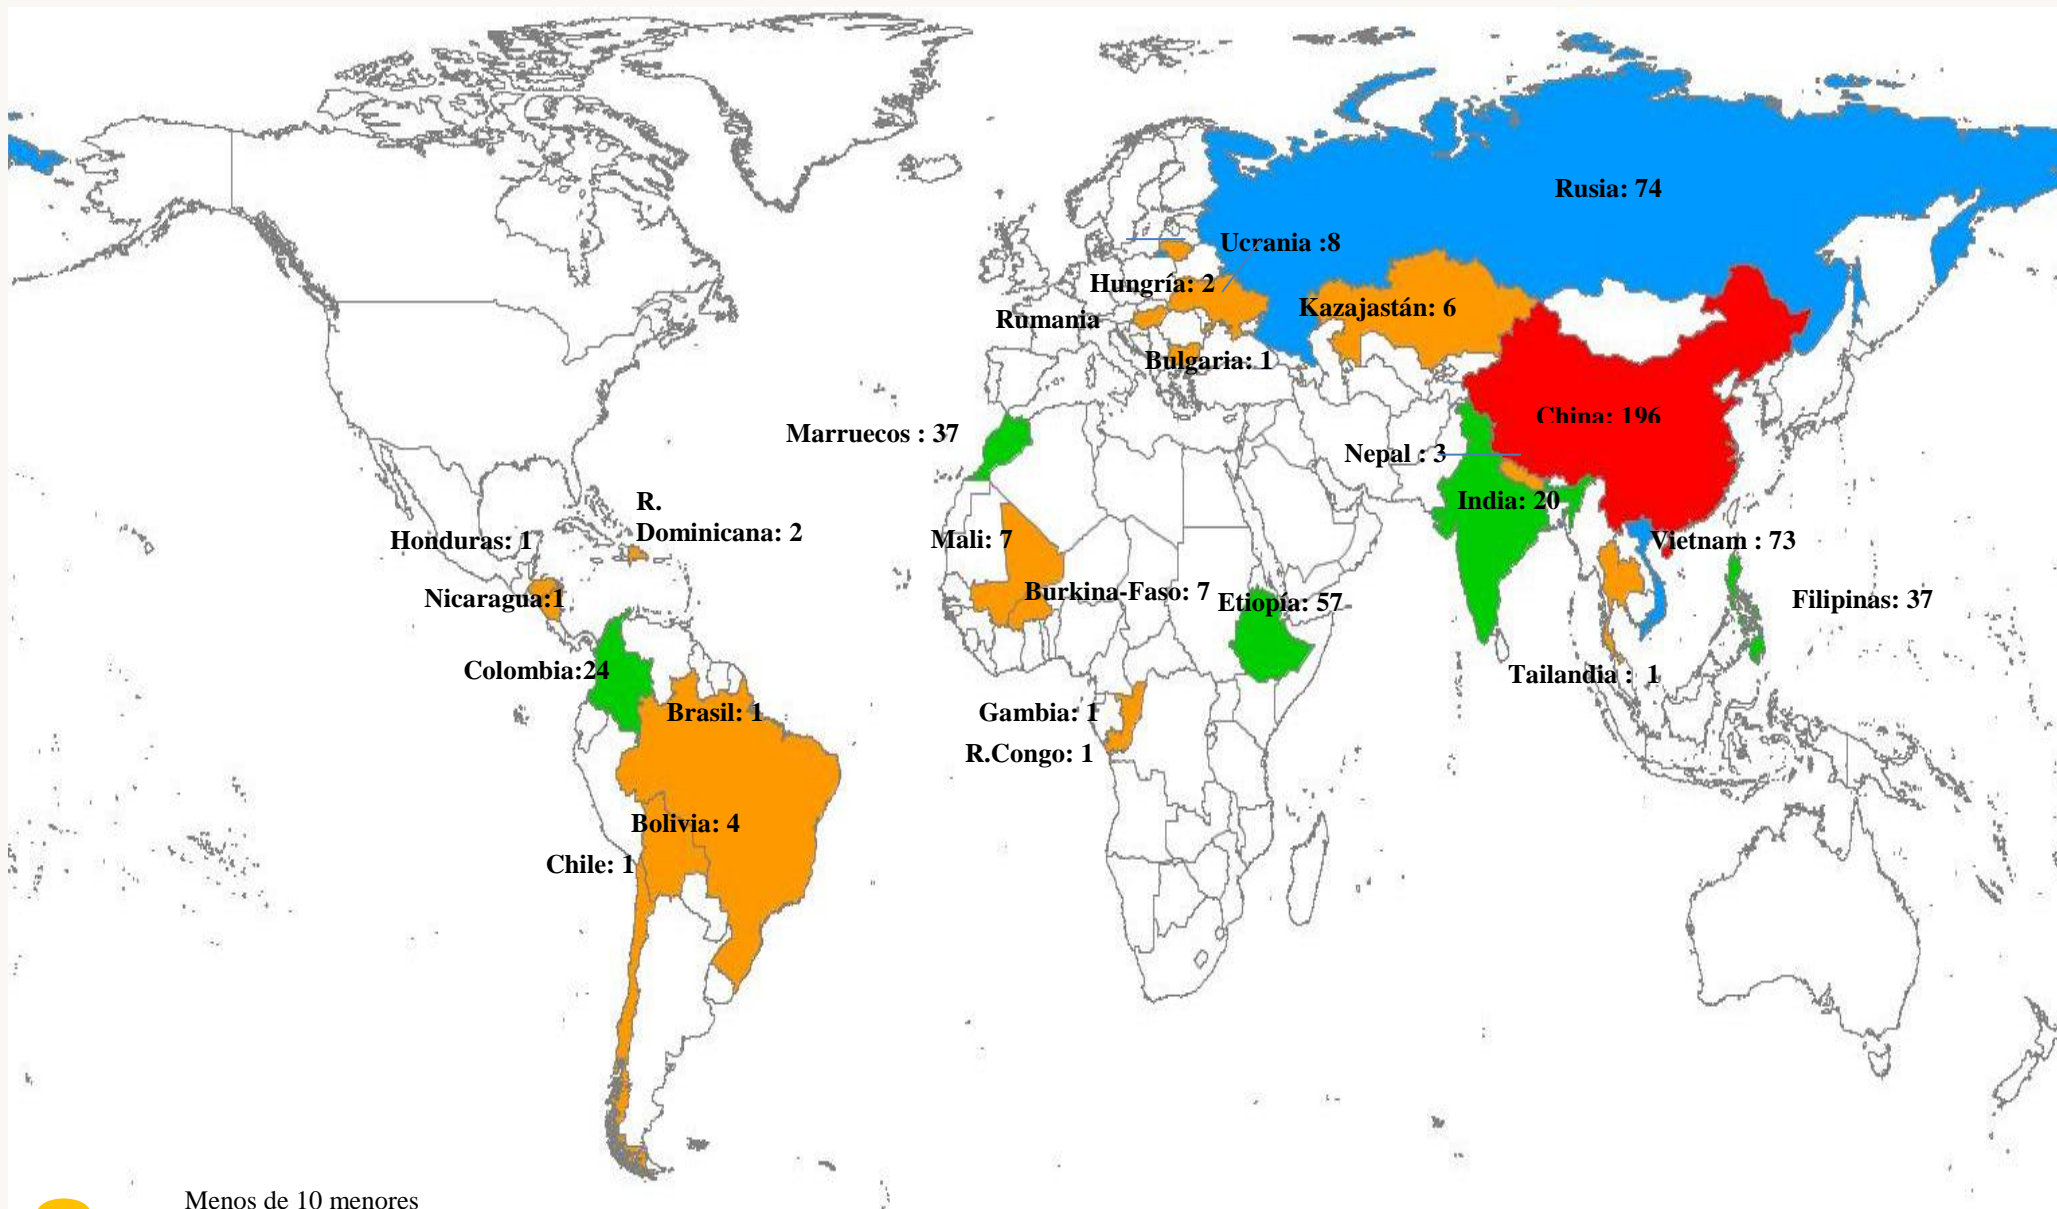 Rusia: 74
Ucrania :8
Hungría: 2
Kazajastán: 6
Rumania
Bulgaria: 1
China: 196
Marruecos : 37
Nepal : 3
India: 20
R.
Dominicana: 2
Honduras: 1
Mali: 7
Vietnam : 73
Nicaragua:1
Burkina-Faso: 7
Etiopía: 57
Filipinas: 37
Colombia:24
Tailandia : 1
Brasil: 1
Gambia: 1
R.Congo: 1
Bolivia: 4
Chile: 1
Menos de 10 menores